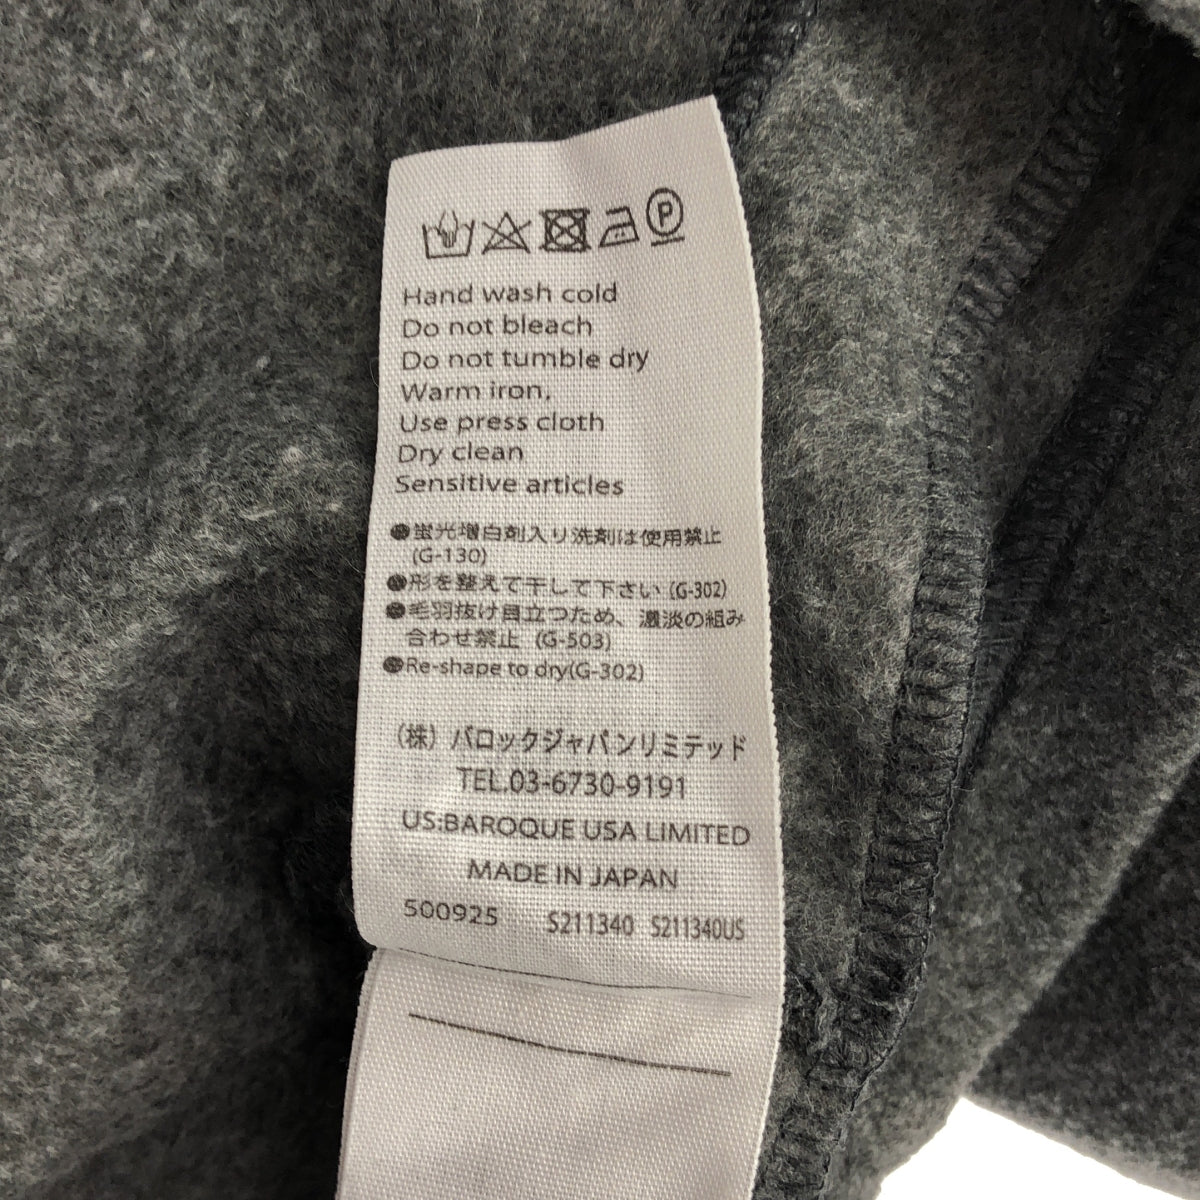 P
Hand wash cold
Do not bleach
Do not tumble dry
Warm iron,
Use press cloth
Dry clean
Sensitive articles
●蛍光増白剤入り洗剤は使用禁止
(G-130)
●形を整えて干して下さい(G-302)
●毛羽抜け目立つため、濃淡の組み
合わせ禁止 (G-503)
●Re-shape to dry(G-302)
(株) バロックジャパンリミテッド
TEL.03-6730-9191
US:BAROQUE USA LIMITED
MADE IN JAPAN
500925 S211340 S211340US